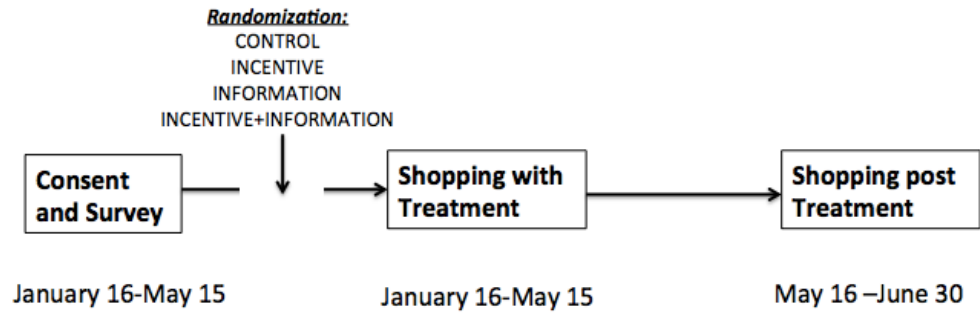 Randomization:
CONTROL
INCENTIVE
INFORMATION
INCENTIVE+INFORMATION
Consent
and Survey
Shopping with
Treatment
Shopping post
Treatment
January 16-May 15
January 16-May 15
May 16 –June 30